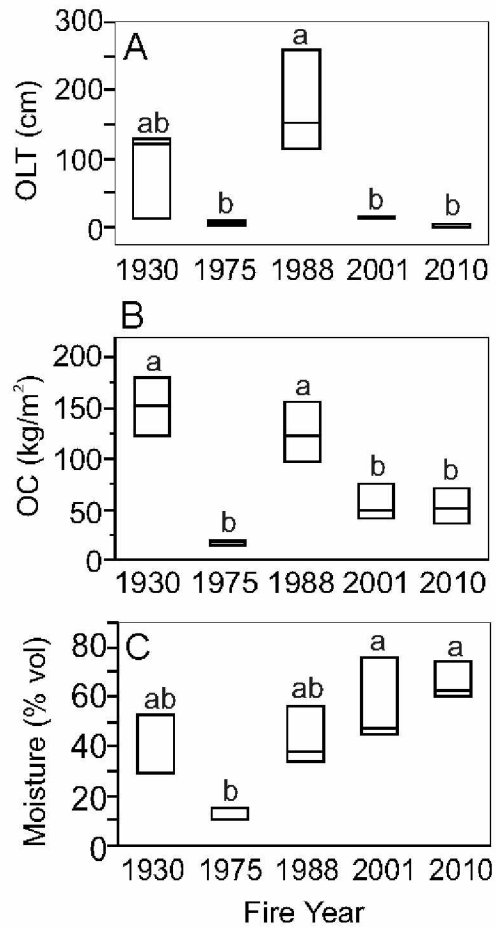 A
OLT (cm)
300
200
100
0
ab
b
a
b
b
1930 1975 1988 2001 2010
B
OC (kg/m²)
200
150
100
50
0
a
b
a
b
b
1930 1975 1988 2001 2010
C
Moisture (% vol)
80
60
40
20
0
ab
b
ab
a
a
1930 1975 1988 2001 2010
Fire Year